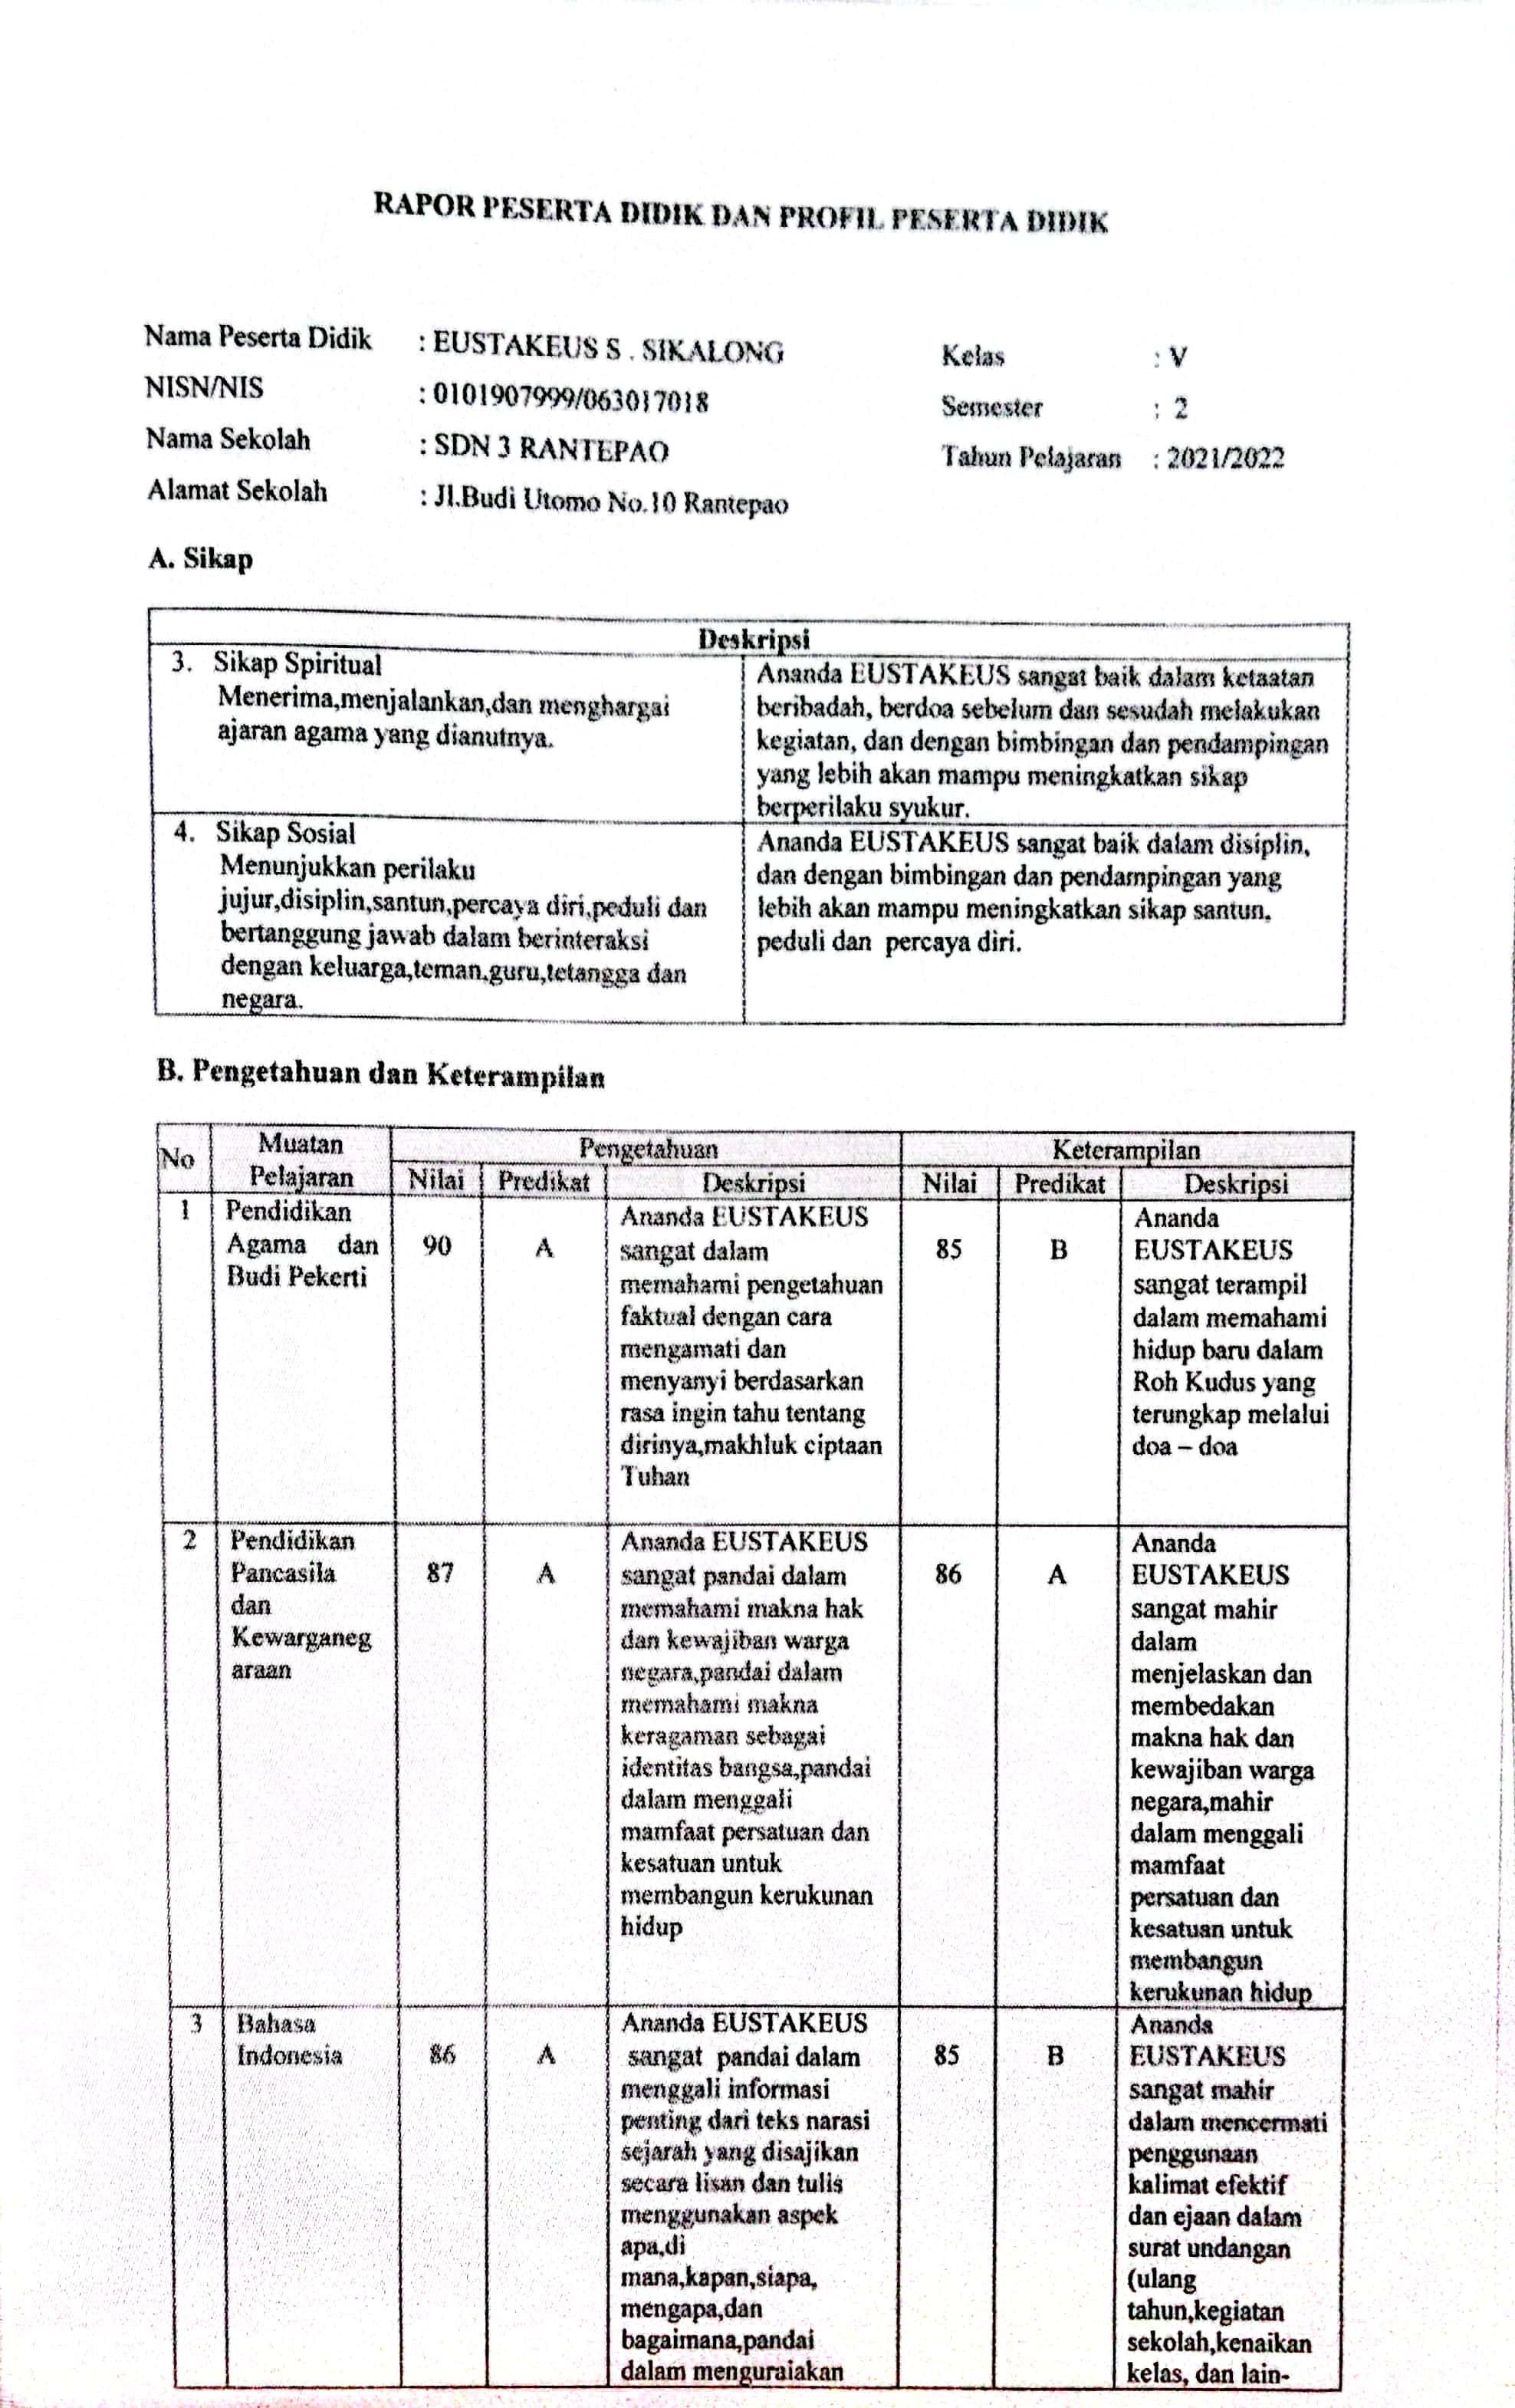 RAPOR PESERTA DIDIK DAN PROFIL PESERTA DIDIK
Nama Peserta Didik : EUSTAKEUS S . SIKALONG Kelas : V
NISN/NIS : 0101907999/063017018 Semester : 2
Nama Sekolah : SDN 3 RANTEPAO Tahun Pelajaran : 2021/2022
Alamat Sekolah : Jl.Budi Utomo No.10 Rantepao
A. Sikap
Deskripsi
3. Sikap Spiritual
Menerima,menjalankan,dan menghargai
ajaran agama yang dianutnya.
Ananda EUSTAKEUS sangat baik dalam ketaatan
beribadah, berdoa sebelum dan sesudah melakukan
kegiatan, dan dengan bimbingan dan pendampingan
yang lebih akan mampu meningkatkan sikap
berperilaku syukur.
4. Sikap Sosial
Menunjukkan perilaku
jujur,disiplin,santun,percaya diri,peduli dan
bertanggung jawab dalam berinteraksi
dengan keluarga,teman.guru,tetangga dan
negara.
Ananda EUSTAKEUS sangat baik dalam disiplin,
dan dengan bimbingan dan pendampingan yang
lebih akan mampu meningkatkan sikap santun,
peduli dan percaya diri.
B. Pengetahuan dan Keterampilan
No Muatan Pelajaran Pengetahuan Keterampilan
Nilai Predikat Deskripsi Nilai Predikat Deskripsi
1
Pendidikan
Agama dan
Budi Pekerti
90
A
Ananda EUSTAKEUS
sangat dalam
memahami pengetahuan
faktual dengan cara
mengamati dan
menyanyi berdasarkan
rasa ingin tahu tentang
dirinya,makhluk ciptaan
Tuhan
85
B
Ananda
EUSTAKEUS
sangat terampil
dalam memahami
hidup baru dalam
Roh Kudus yang
terungkap melalui
doa – doa
2
Pendidikan
Pancasila
dan
Kewarganeg
araan
87
A
Ananda EUSTAKEUS
sangat pandai dalam
memahami makna hak
dan kewajiban warga
negara,pandai dalam
memahami makna
keragaman sebagai
identitas bangsa,pandai
dalam menggali
mamfaat persatuan dan
kesatuan untuk
membangun kerukunan
hidup
86
A
Ananda
EUSTAKEUS
sangat mahir
dalam
menjelaskan dan
membedakan
makna hak dan
kewajiban warga
negara,mahir
dalam menggali
mamfaat
persatuan dan
kesatuan untuk
membangun
kerukunan hidup
3
Bahasa
Indonesia
86
A
Ananda EUSTAKEUS
sangat pandai dalam
menggali informasi
penting dari teks narasi
sejarah yang disajikan
secara lisan dan tulis
menggunakan aspek
apa,di
mana,kapan,siapa,
mengapa,dan
bagaimana,pandai
dalam menguraiakan
85
B
Ananda
EUSTAKEUS
sangat mahir
dalam mencermati
penggunaan
kalimat efektif
dan ejaan dalam
surat undangan
(ulang
tahun,kegiatan
sekolah,kenaikan
kelas, dan lain-